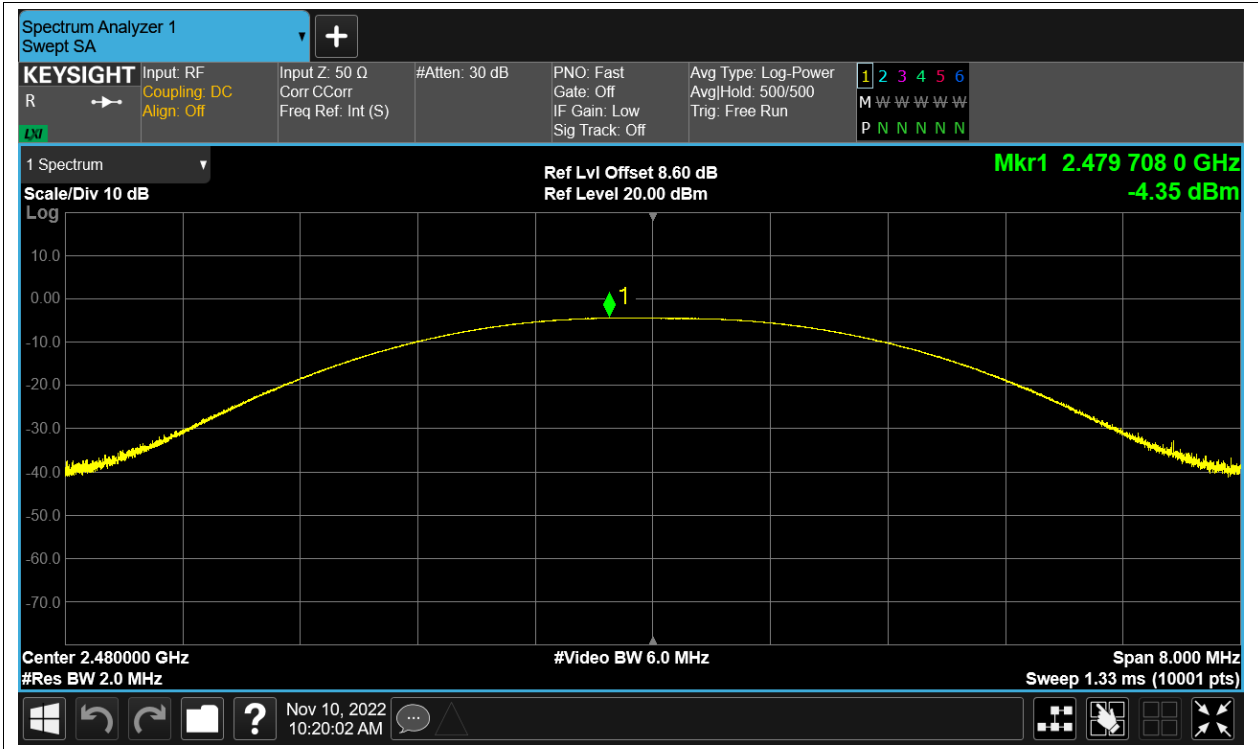 Spectrum Analyzer 1
Swept SA
KEYSIGHT
R
LXI
Input: RF
Coupling: DC
Align: Off
Input Z: 50 Ω
Corr CCorr
Freq Ref: Int (S)
#Atten: 30 dB
PNO: Fast
Gate: Off
IF Gain: Low
Sig Track: Off
Avg Type: Log-Power
Avg|Hold: 500/500
Trig: Free Run
1 2 3 4 5 6
M W W W W W
P N N N N N
1 Spectrum
Scale/Div 10 dB
Ref Lvl Offset 8.60 dB
Ref Level 20.00 dBm
Mkr1 2.479 708 0 GHz
-4.35 dBm
Log
10.0
0.00
1
-10.0
-20.0
-30.0
-40.0
-50.0
-60.0
-70.0
Center 2.480000 GHz
#Video BW 6.0 MHz
Span 8.000 MHz
#Res BW 2.0 MHz
Sweep 1.33 ms (10001 pts)
?
Nov 10, 2022
10:20:02 AM